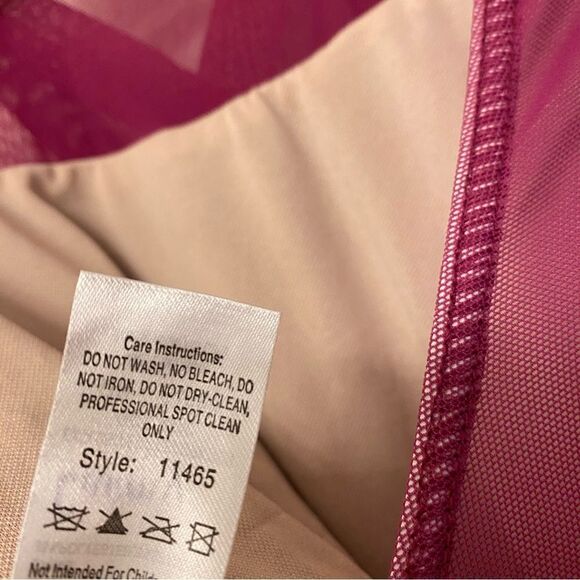 Care Instructions:
DO NOT WASH, NO BLEACH, DO
NOT IRON, DO NOT DRY-CLEAN,
PROFESSIONAL SPOT CLEAN
ONLY
Style: 11465
Not Intended For